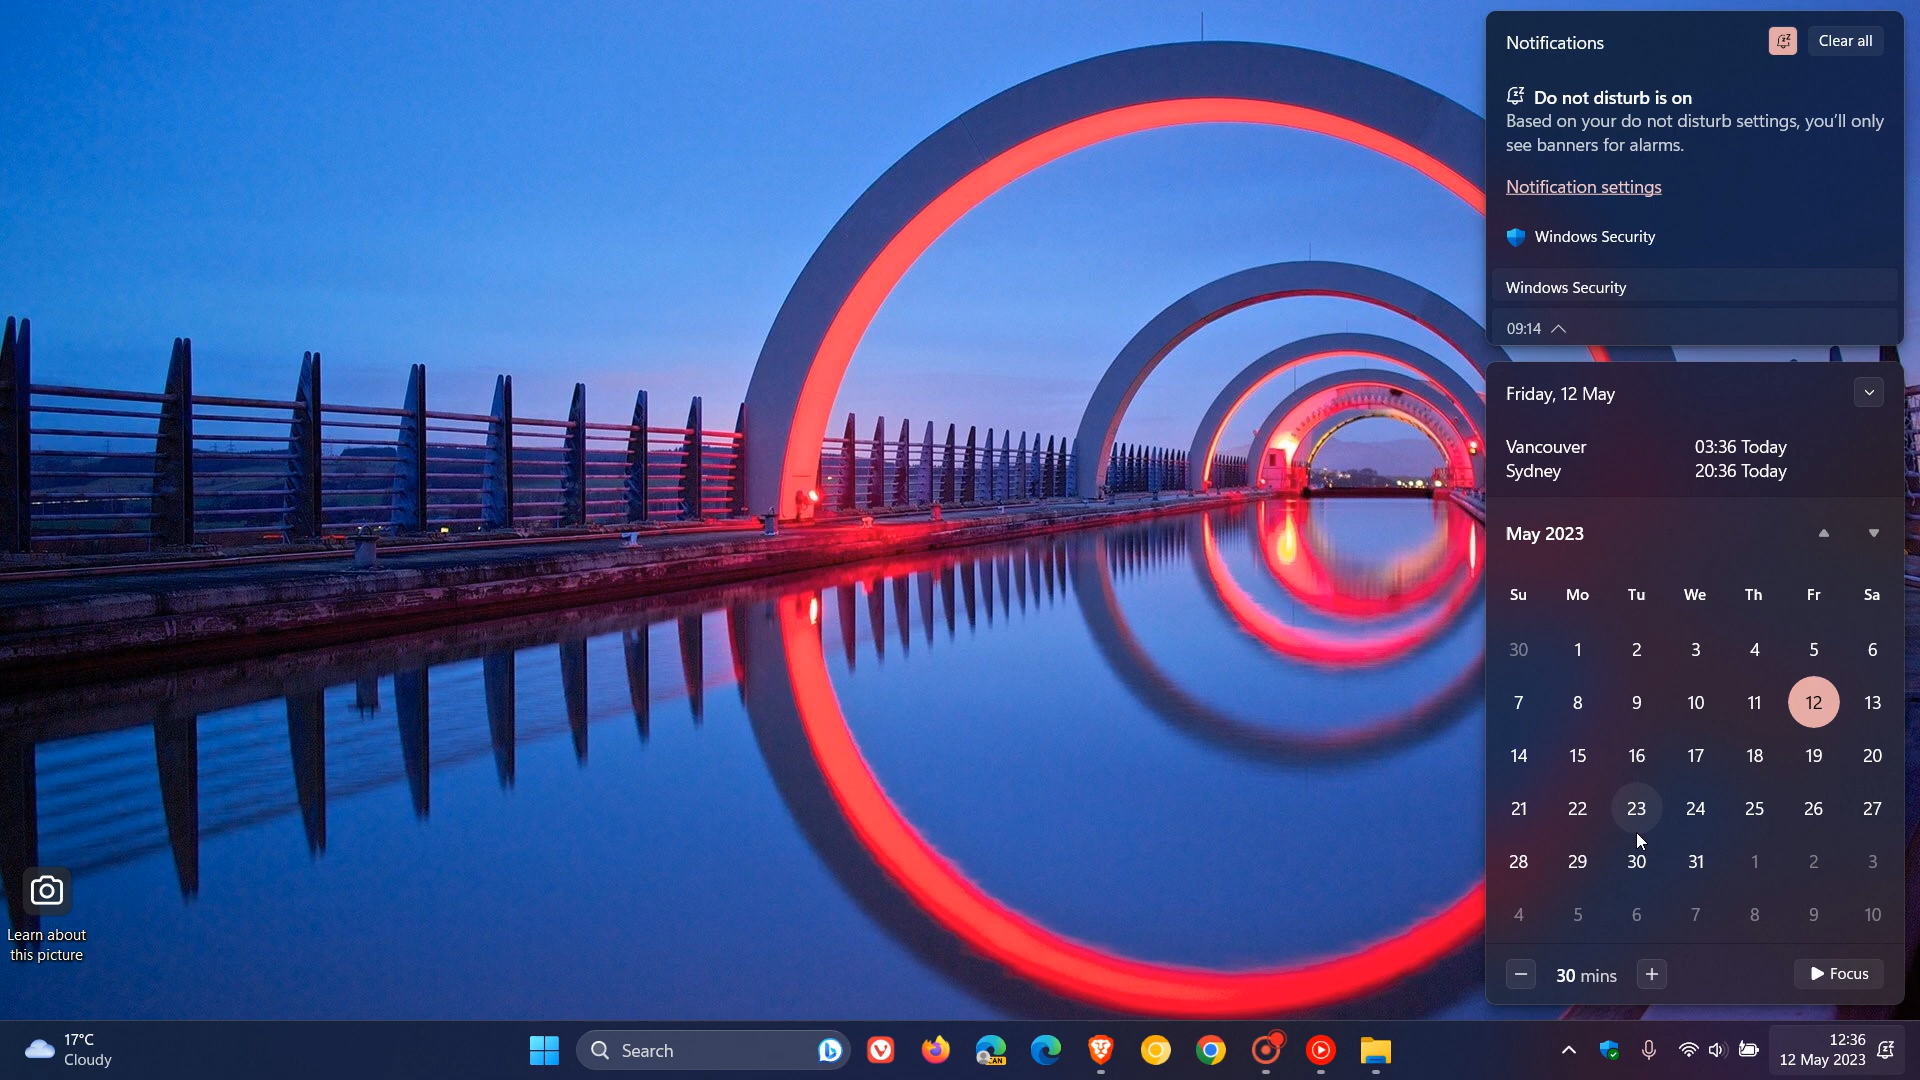 Notifications
Clear all
Do not disturb is on
Based on your do not disturb settings, you'll only
see banners for alarms.
Notification settings
Windows Security
Windows Security
09:14
Friday, 12 May
Vancouver 03:36 Today
Sydney 20:36 Today
May 2023
Su Mo Tu We Th Fr Sa
30 1 2 3 4 5 6
7 8 9 10 11 12 13
14 15 16 17 18 19 20
21 22 23 24 25 26 27
28 29 30 31 1 2 3
4 5 6 7 8 9 10
30 mins
Focus
Learn about
this picture
17°C
Cloudy
Search
CAN
12:36
12 May 2023